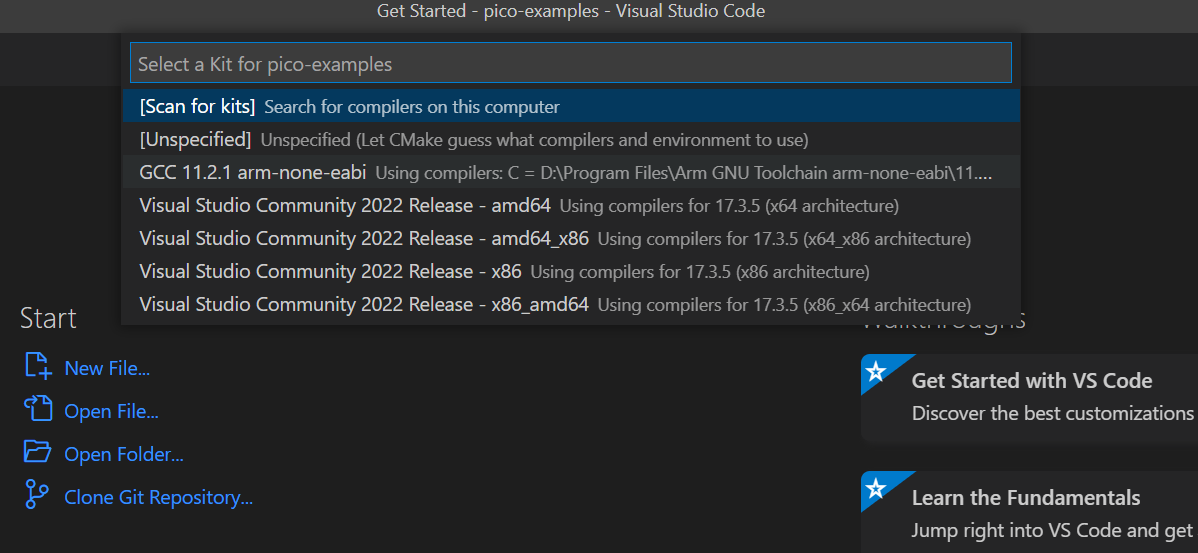 Get Started - pico-examples - Visual Studio Code
Select a Kit for pico-examples
[Scan for kits] Search for compilers on this computer
[Unspecified] Unspecified (Let CMake guess what compilers and environment to use)
GCC 11.2.1 arm-none-eabi Using compilers: C = D:\Program Files\Arm GNU Toolchain arm-none-eabi\11....
Visual Studio Community 2022 Release - amd64 Using compilers for 17.3.5 (x64 architecture)
Visual Studio Community 2022 Release - amd64_x86 Using compilers for 17.3.5 (x64_x86 architecture)
Visual Studio Community 2022 Release - x86 Using compilers for 17.3.5 (x86 architecture)
Visual Studio Community 2022 Release - x86_amd64 Using compilers for 17.3.5 (x86_x64 architecture)
Start
New File...
Open File...
Open Folder...
Clone Git Repository...
Walkthroughs
Get Started with VS Code
Discover the best customizations
Learn the Fundamentals
Jump right into VS Code and get